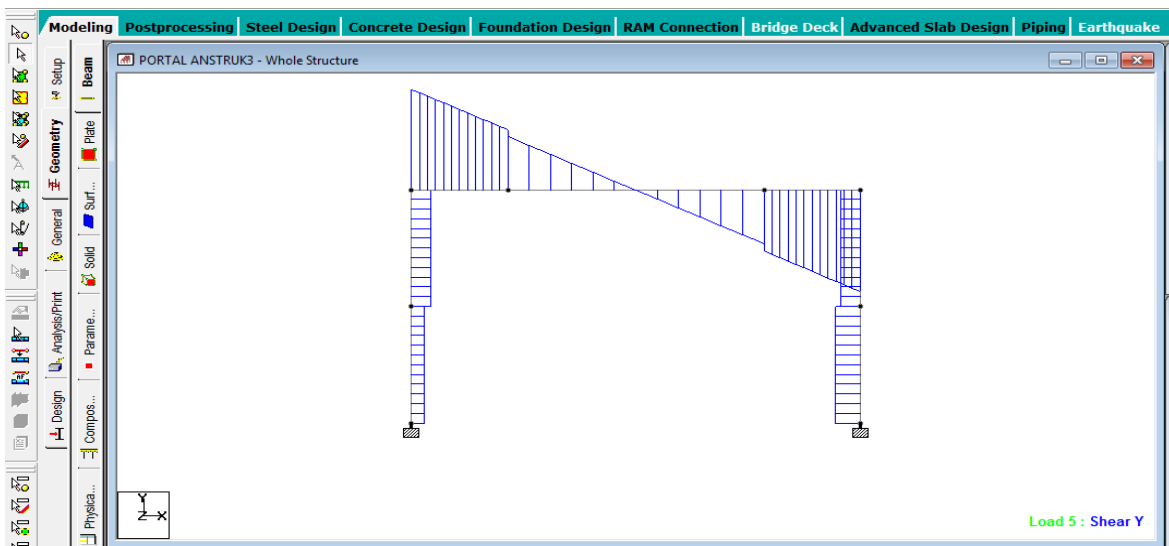 Modeling Postprocessing Steel Design Concrete Design Foundation Design RAM Connection Bridge Deck Advanced Slab Design Piping Earthquake
PORTAL ANSTRUK3 - Whole Structure
Setup
Geometry
General
Analysis/Print
Design
Beam
Plate
Surf...
Solid
Parame...
Compos...
Physica...
Y
Z X
Load 5 : Shear Y